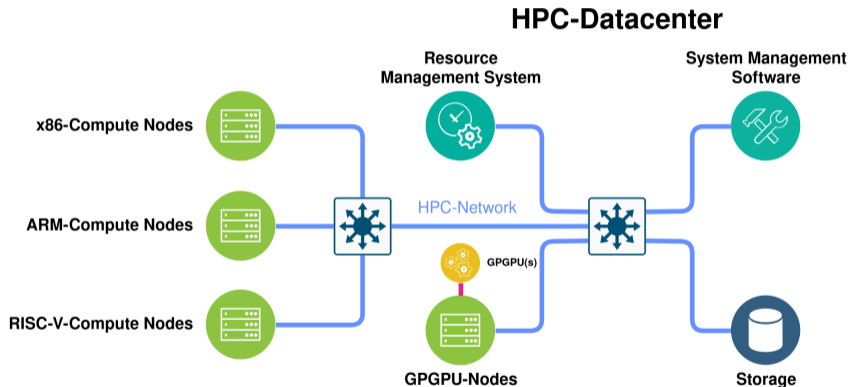 HPC-Datacenter
Resource
Management System
System Management
Software
x86-Compute Nodes
ARM-Compute Nodes
HPC-Network
GPGPU(s)
RISC-V-Compute Nodes
GPGPU-Nodes
Storage